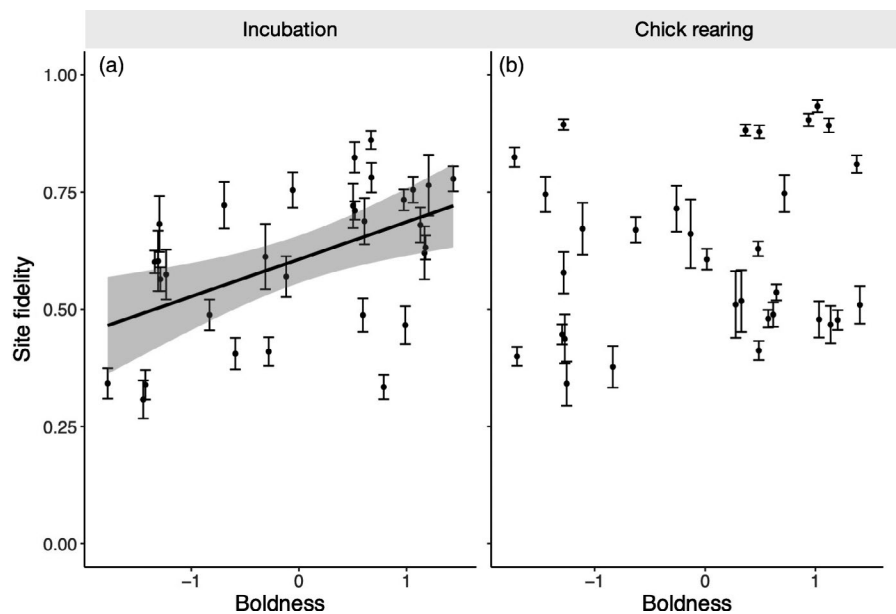 Incubation
Chick rearing
(a)
(b)
Site fidelity
1.00
0.75
0.50
0.25
0.00
−1
0
1
−1
0
1
Boldness
Boldness